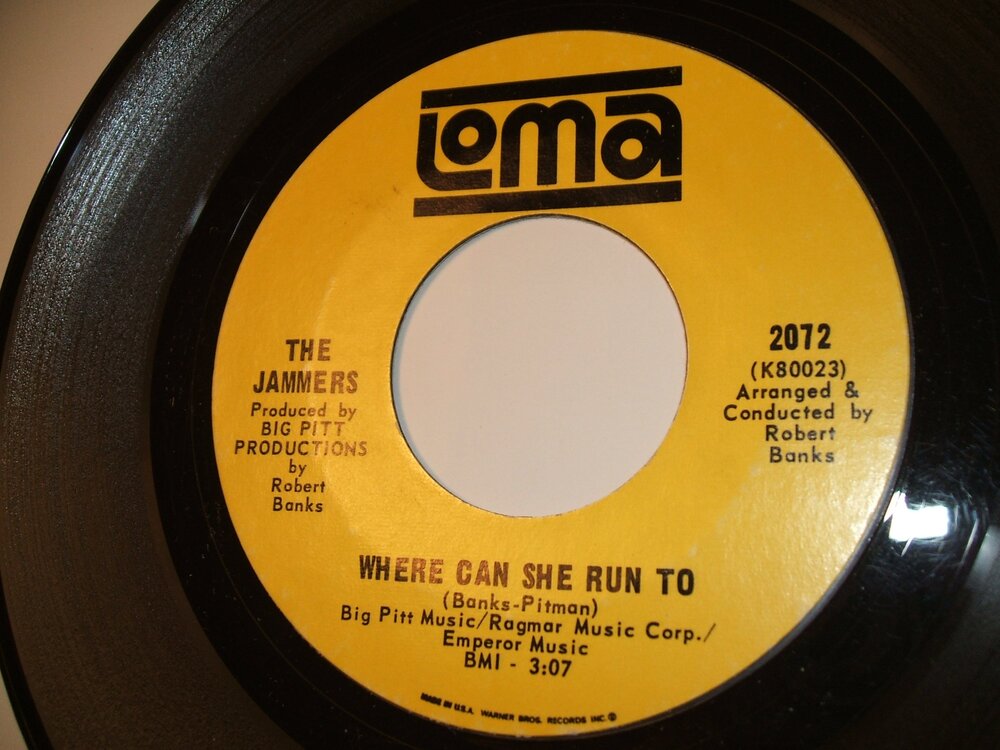 Loma
THE
JAMMERS
Produced by
BIG PITT
PRODUCTIONS
by
Robert
Banks
2072
(K80023)
Arranged &
Conducted by
Robert
Banks
WHERE CAN SHE RUN TO
(Banks-Pitman)
Big Pitt Music/Ragmar Music Corp./
Emperor Music
BMI - 3:07
MADE IN U.S.A. WARNER BROS. RECORDS INC. ®